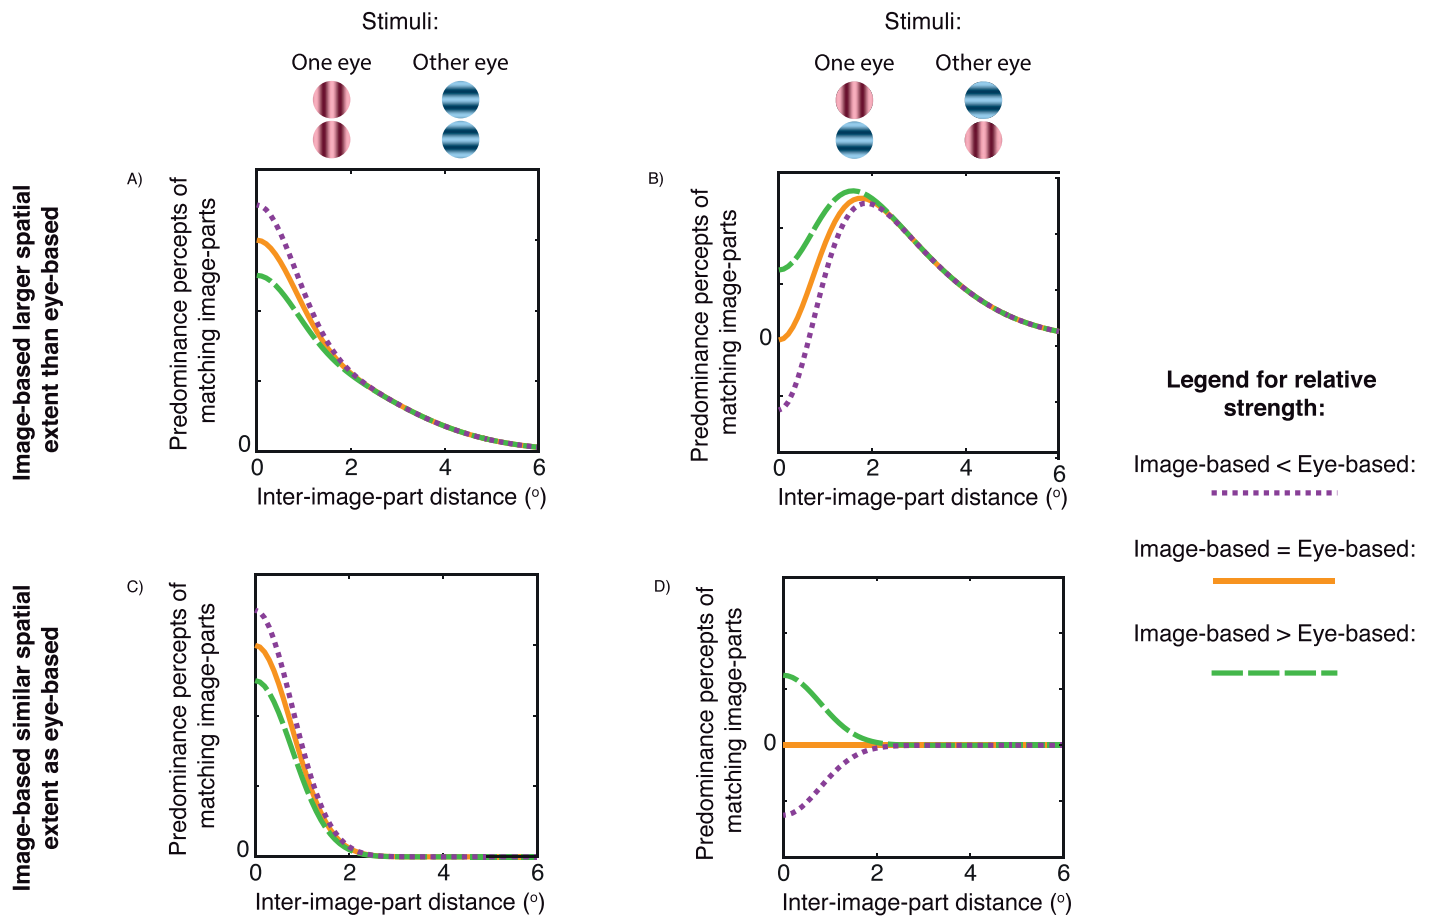 Stimuli:
One eye
Other eye
Stimuli:
One eye
Other eye
Image-based larger spatial
extent than eye-based
A)
Predominance percepts of
matching image-parts
0
0
2
4
6
Inter-image-part distance (o)
B)
Predominance percepts of
matching image-parts
0
0
2
4
6
Inter-image-part distance (o)
Image-based similar spatial
extent as eye-based
C)
Predominance percepts of
matching image-parts
0
0
2
4
6
Inter-image-part distance (o)
D)
Predominance percepts of
matching image-parts
0
0
2
4
6
Inter-image-part distance (o)
Legend for relative
strength:
Image-based < Eye-based:
Image-based = Eye-based:
Image-based > Eye-based: